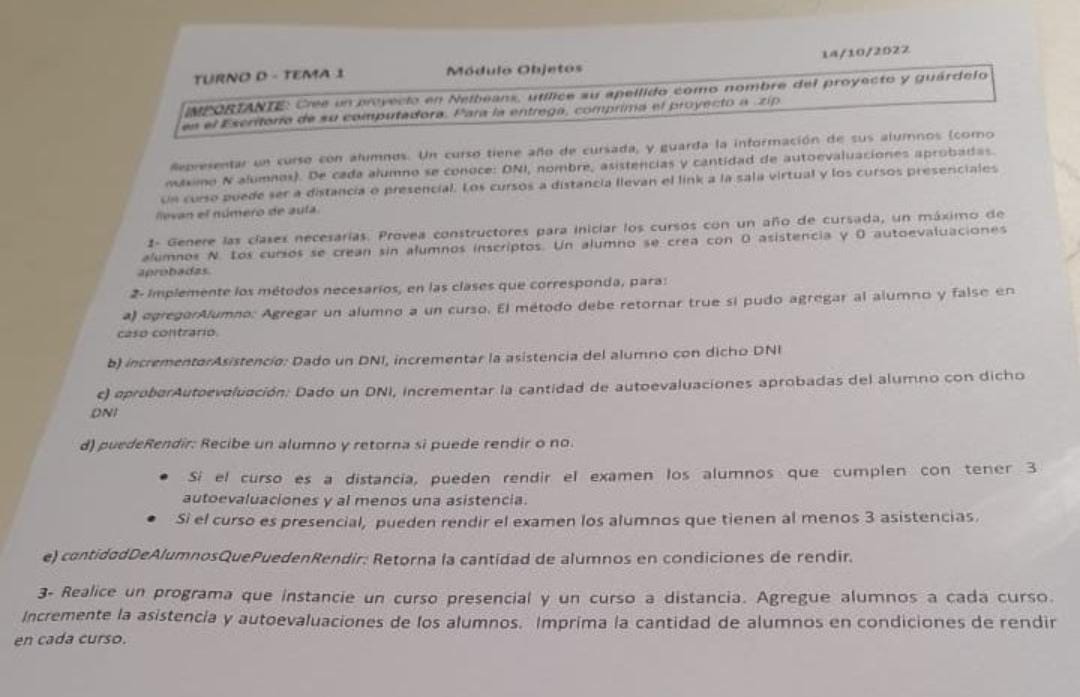 14/10/2022
TURNO D - TEMA 1 Módulo Objetos
IMPORTANTE: Cree un proyecto en Netbeans, utilice su apellido como nombre del proyecto y guárdelo
en el Escritorio de su computadora. Para la entrega, comprima el proyecto a .zip
Representar un curso con alumnos. Un curso tiene año de cursada, y guarda la información de sus alumnos (como
máximo N alumnos). De cada alumno se conoce: DNI, nombre, asistencias y cantidad de autoevaluaciones aprobadas.
Un curso puede ser a distancia o presencial. Los cursos a distancia llevan el link a la sala virtual y los cursos presenciales
llevan el número de aula.
1- Genere las clases necesarias. Provea constructores para iniciar los cursos con un año de cursada, un máximo de
alumnos N. Los cursos se crean sin alumnos inscriptos. Un alumno se crea con 0 asistencia y 0 autoevaluaciones
aprobadas.
2- Implemente los métodos necesarios, en las clases que corresponda, para:
a) agregarAlumno: Agregar un alumno a un curso. El método debe retornar true si pudo agregar al alumno y false en
caso contrario.
b) incrementarAsistencia: Dado un DNI, incrementar la asistencia del alumno con dicho DNI
c) aprobarAutoevaluación: Dado un DNI, incrementar la cantidad de autoevaluaciones aprobadas del alumno con dicho
DNI
d) puedeRendir: Recibe un alumno y retorna si puede rendir o no.
• Si el curso es a distancia, pueden rendir el examen los alumnos que cumplen con tener 3
autoevaluaciones y al menos una asistencia.
• Si el curso es presencial, pueden rendir el examen los alumnos que tienen al menos 3 asistencias.
e) cantidadDeAlumnosQuePuedenRendir: Retorna la cantidad de alumnos en condiciones de rendir.
3- Realice un programa que instancie un curso presencial y un curso a distancia. Agregue alumnos a cada curso.
Incremente la asistencia y autoevaluaciones de los alumnos. Imprima la cantidad de alumnos en condiciones de rendir
en cada curso.